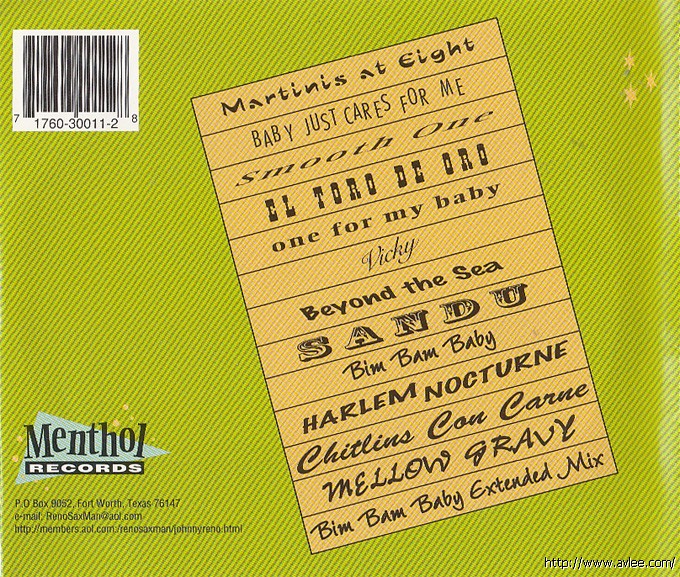 7 1760-30011-2 8
Martinis at Eight
BABY JUST CARES FOR ME
Smooth One
EL TORO DE ORO
one for my baby
Vicky
Beyond the Sea
SANDU
Bim Bam Baby
HARLEM NOCTURNE
Chitlins Con Carne
MELLOW GRAVY
Bim Bam Baby Extended Mix
Menthol
RECORDS
P.O Box 9052, Fort Worth, Texas 76147
e-mail: RenoSaxMan@aol.com
http://members.aol.com/renosaxman/johnnyreno.html
http://www.avlee.com/